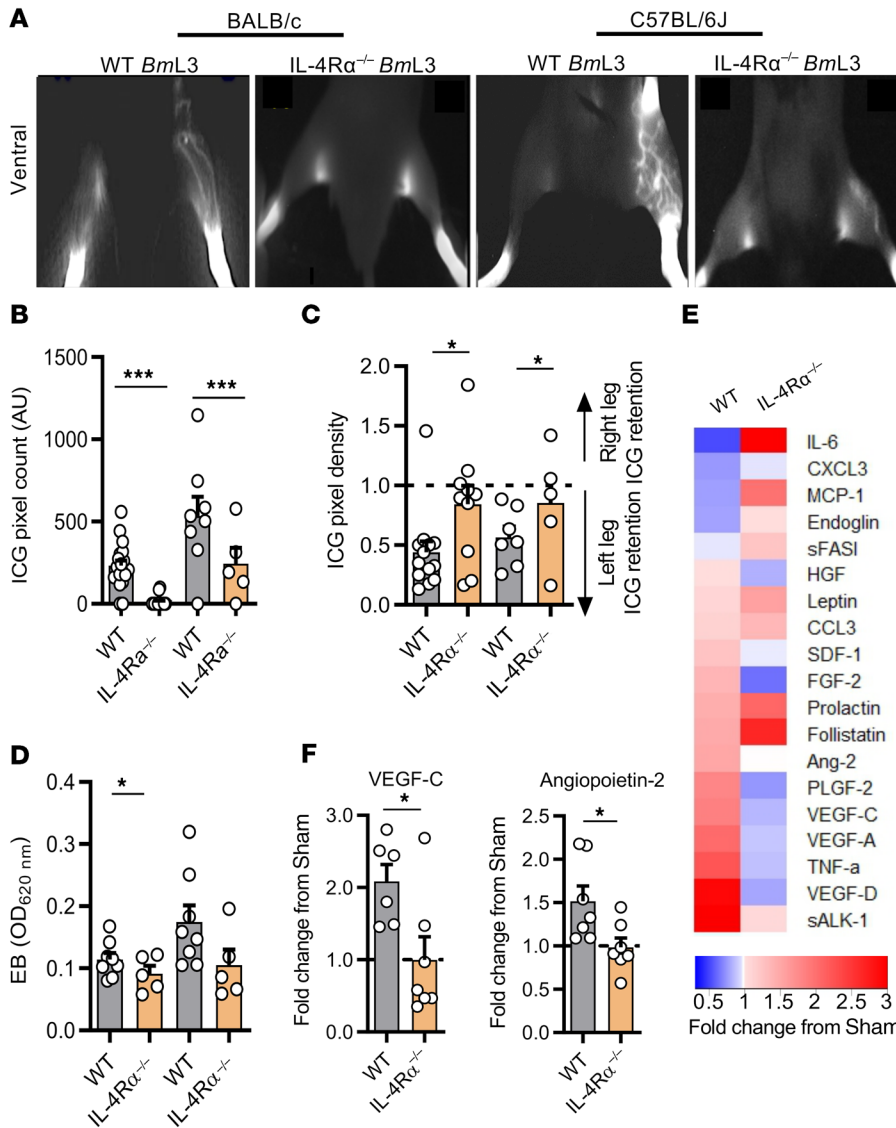 A
BALB/c
C57BL/6J
WT BmL3
IL-4Rα–/– BmL3
WT BmL3
IL-4Rα–/– BmL3
Ventral
B
ICG pixel count (AU)
1500
1000
500
0
***
***
WT
IL-4Ra–/–
WT
IL-4Ra–/–
C
ICG pixel density
2.0
1.5
1.0
0.5
0.0
*
*
WT
IL-4Rα–/–
WT
IL-4Rα–/–
Right leg
ICG retention
Left leg
ICG retention
E
WT
IL-4Rα–/–
IL-6
CXCL3
MCP-1
Endoglin
sFASl
HGF
Leptin
CCL3
SDF-1
FGF-2
Prolactin
Follistatin
Ang-2
PLGF-2
VEGF-C
VEGF-A
TNF-a
VEGF-D
sALK-1
0.5
1
1.5
2
2.5
3
Fold change from Sham
D
EB (OD620 nm)
0.4
0.3
0.2
0.1
0.0
*
WT
IL-4Rα–/–
WT
IL-4Rα–/–
F
VEGF-C
Fold change from Sham
3.0
2.0
1.0
0.0
*
WT
IL-4Rα–/–
Angiopoietin-2
Fold change from Sham
2.5
2.0
1.5
1.0
0.5
0.0
*
WT
IL-4Rα–/–